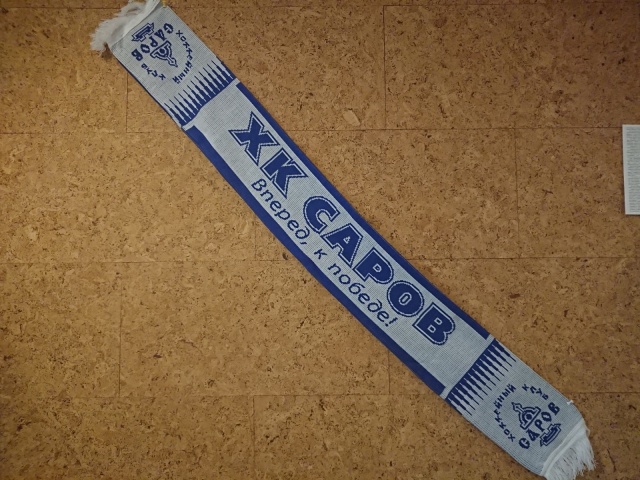 ХОККЕЙНЫЙ КЛУБ
САРОВ
ХК САРОВ
Вперед, к победе!
ХОККЕЙНЫЙ КЛУБ
САРОВ